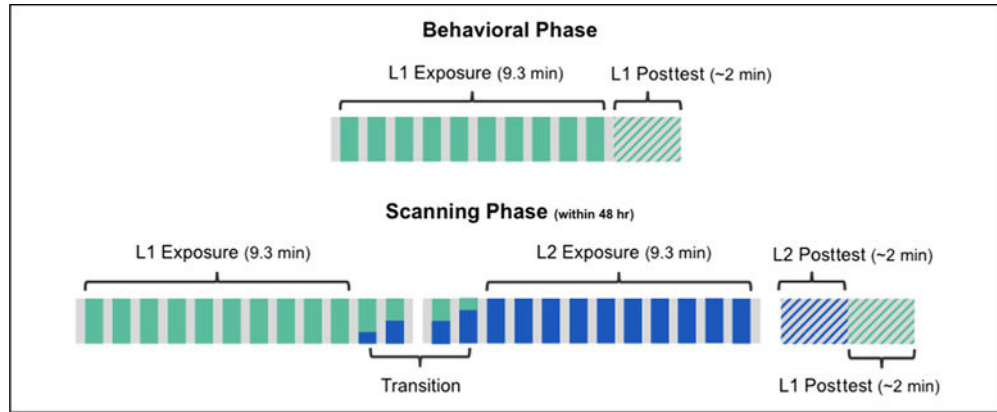 Behavioral Phase
L1 Exposure (9.3 min)
L1 Posttest (~2 min)
Scanning Phase (within 48 hr)
L1 Exposure (9.3 min)
L2 Exposure (9.3 min)
L2 Posttest (~2 min)
Transition
L1 Posttest (~2 min)